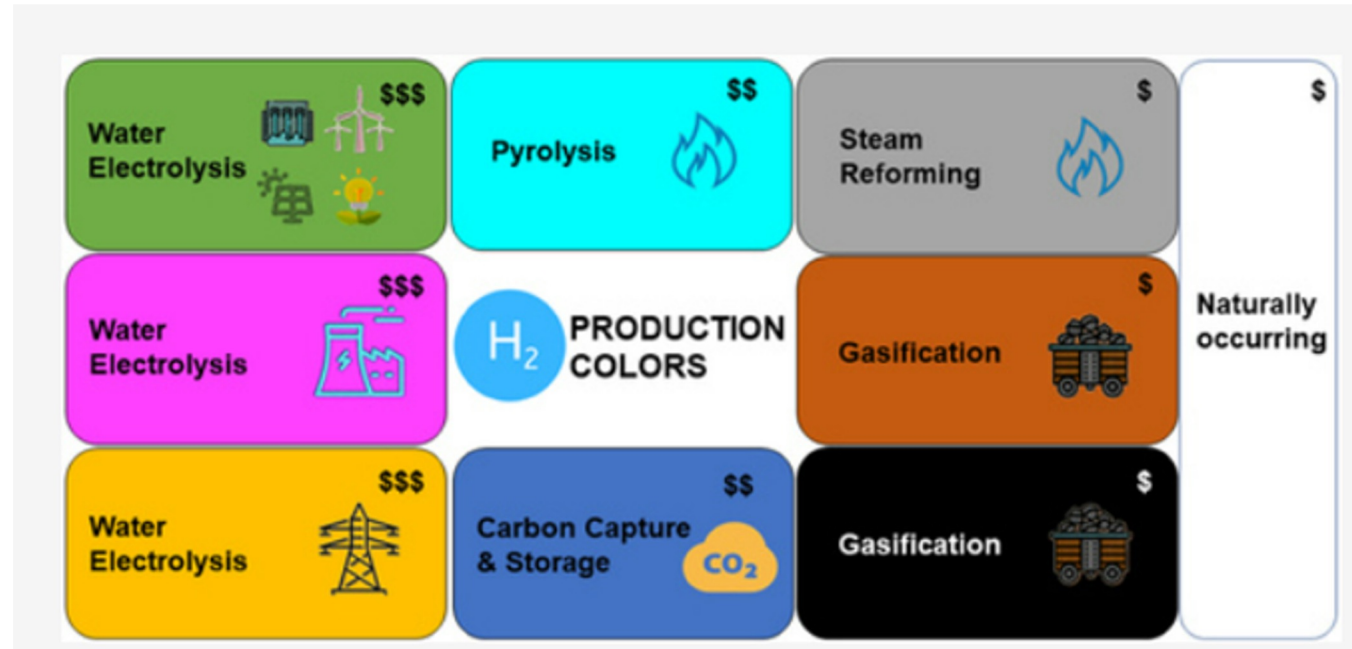 $$$
Water
Electrolysis
$$
Pyrolysis
$
Steam
Reforming
$
Naturally
occurring
$$$
Water
Electrolysis
H2
PRODUCTION
COLORS
$
Gasification
$$$
Water
Electrolysis
$$
Carbon Capture
& Storage
CO2
$
Gasification